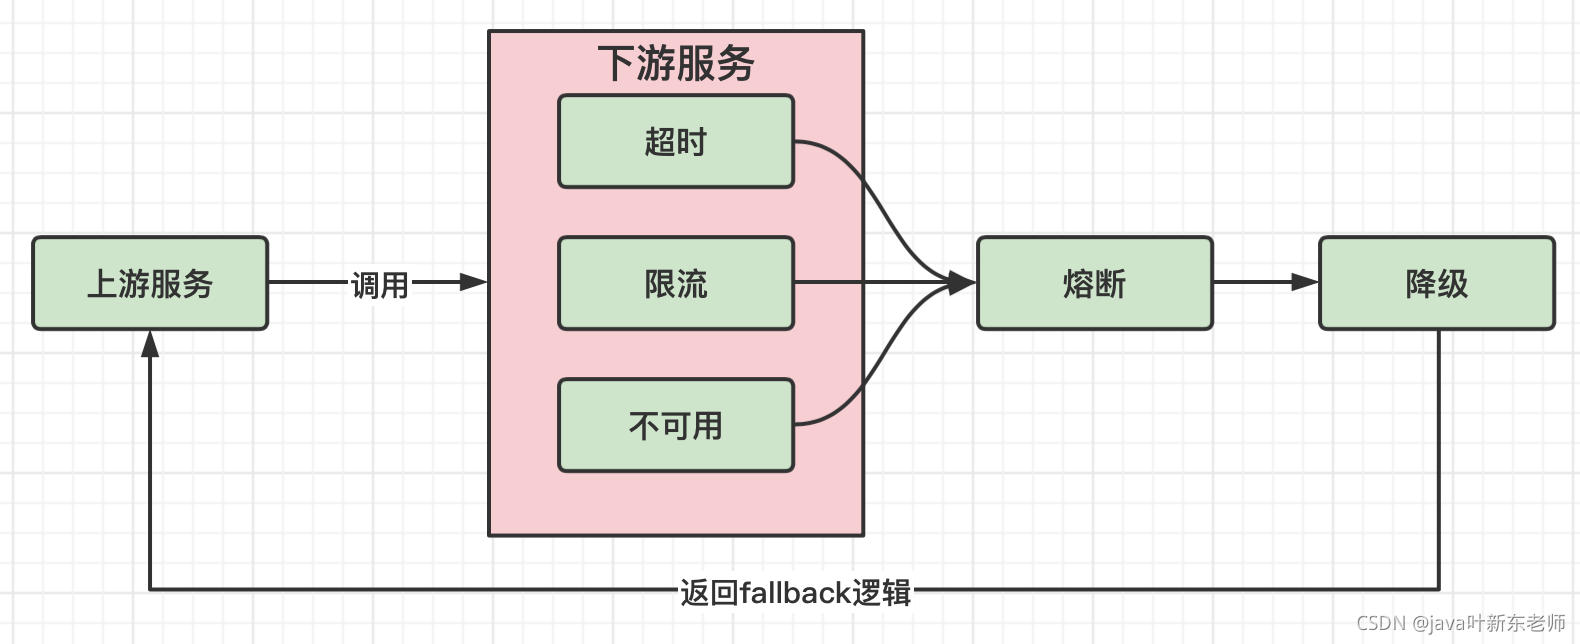 下游服务
超时
上游服务
调用
限流
熔断
降级
不可用
返回fallback逻辑
CSDN @java叶新东老师